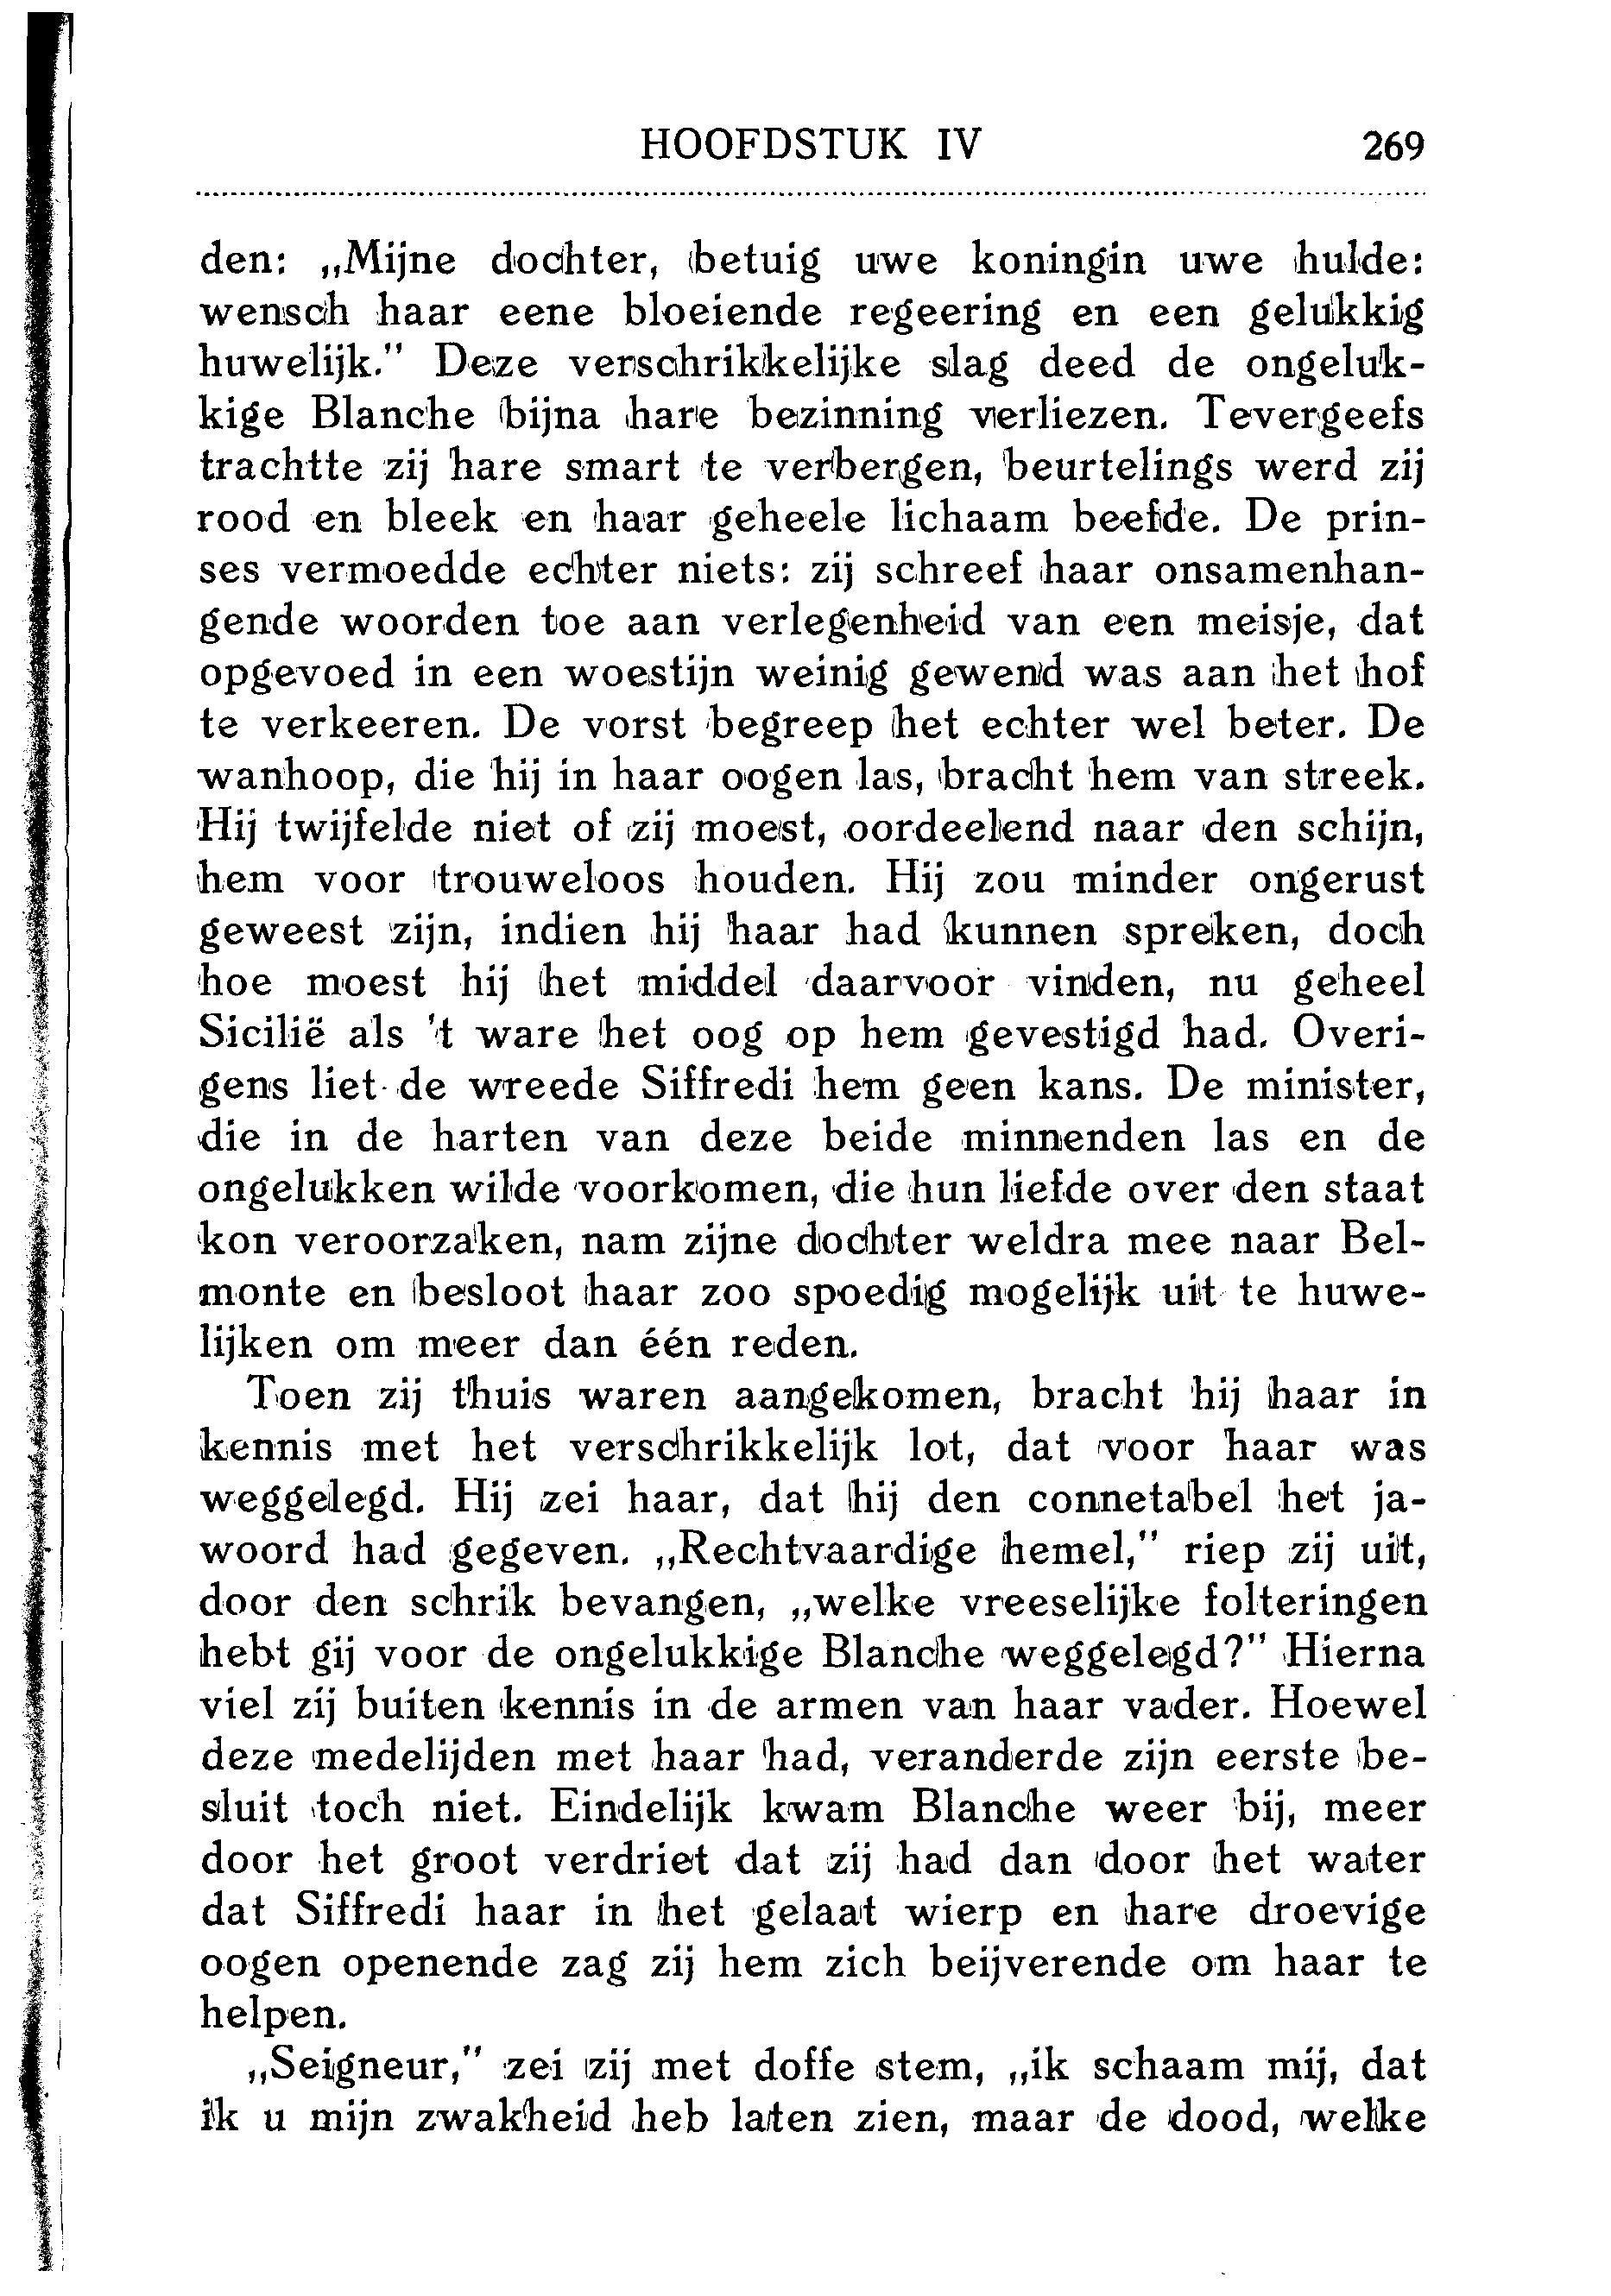 HOOFDSTUK IV 269
den: „Mijne dochter, betuig uwe koningin uwe hulde:
wensch haar eene bloeiende regeering en een gelukkig
huwelijk." Deze verschrikkelijke slag deed de ongeluk-
kige Blanche bijna hare bezinning verliezen. Tevergeefs
trachtte zij hare smart te verbergen, beurtelings werd zij
rood en bleek en haar geheele lichaam beefde. De prin-
ses vermoedde echter niets: zij schreef haar onsamenhan-
gende woorden toe aan verlegenheid van een meisje, dat
opgevoed in een woestijn weinig gewend was aan het hof
te verkeeren. De vorst begreep het echter wel beter. De
wanhoop, die hij in haar oogen las, bracht hem van streek.
Hij twijfelde niet of zij moest, oordeelend naar den schijn,
hem voor trouweloos houden. Hij zou minder ongerust
geweest zijn, indien hij haar had kunnen spreken, doch
hoe moest hij het middel daarvoor vinden, nu geheel
Sicilië als 't ware het oog op hem gevestigd had. Overi-
gens liet de wreede Siffredi hem geen kans. De minister,
die in de harten van deze beide minnenden las en de
ongelukken wilde voorkomen, die hun liefde over den staat
kon veroorzaken, nam zijne dochter weldra mee naar Bel-
monte en besloot haar zoo spoedig mogelijk uit te huwe-
lijken om meer dan één reden.
Toen zij thuis waren aangekomen, bracht hij haar in
kennis met het verschrikkelijk lot, dat voor haar was
weggelegd. Hij zei haar, dat hij den connetabel het ja-
woord had gegeven. „Rechtvaardige hemel," riep zij uit,
door den schrik bevangen, „welke vreeselijke folteringen
hebt gij voor de ongelukkige Blanche weggelegd?" Hierna
viel zij buiten kennis in de armen van haar vader. Hoewel
deze medelijden met haar had, veranderde zijn eerste be-
sluit toch niet. Eindelijk kwam Blanche weer bij, meer
door het groot verdriet dat zij had dan door het water
dat Siffredi haar in het gelaat wierp en hare droevige
oogen openende zag zij hem zich beijverende om haar te
helpen.
„Seigneur," zei zij met doffe stem, „ik schaam mij, dat
ik u mijn zwakheid heb laten zien, maar de dood, welke